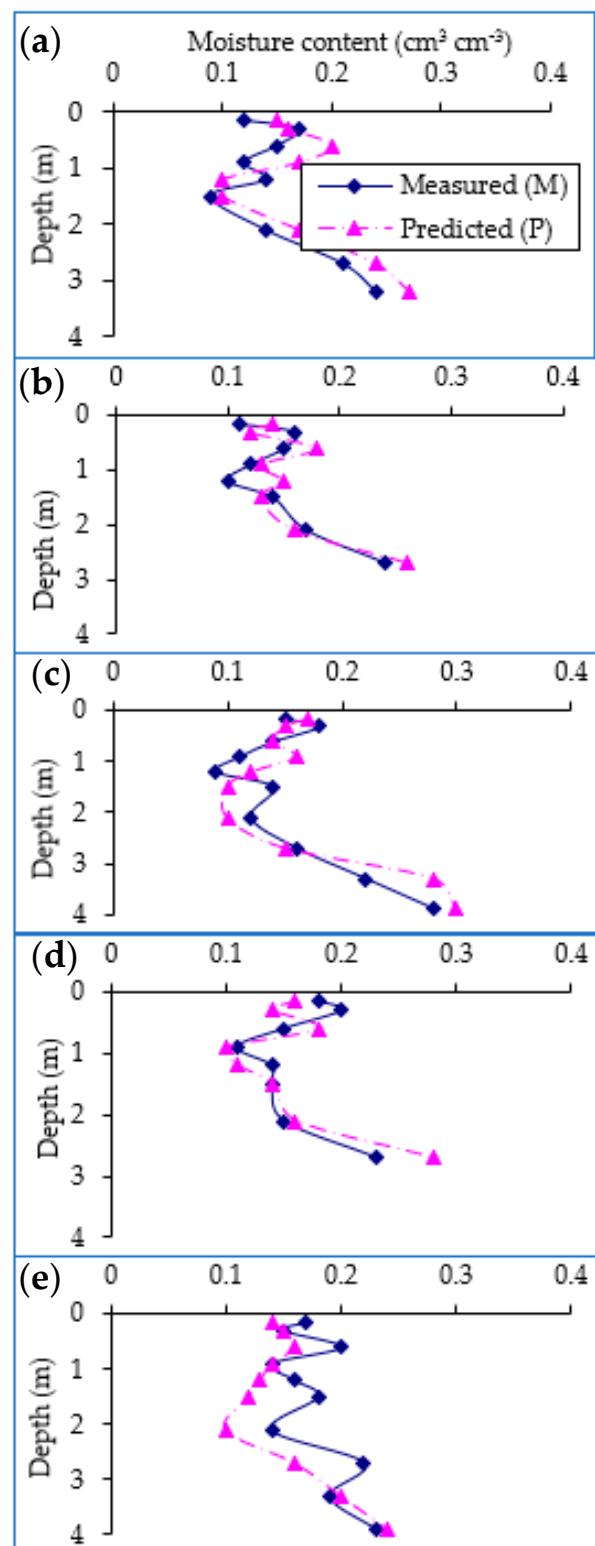 (a)
Moisture content (cm³ cm⁻³)
0 0.1 0.2 0.3 0.4
0
1
2
3
4
Depth (m)
Measured (M)
Predicted (P)
(b)
0 0.1 0.2 0.3 0.4
0
1
2
3
4
Depth (m)
(c)
0 0.1 0.2 0.3 0.4
0
1
2
3
4
Depth (m)
(d)
0 0.1 0.2 0.3 0.4
0
1
2
3
4
Depth (m)
(e)
0 0.1 0.2 0.3 0.4
0
1
2
3
4
Depth (m)